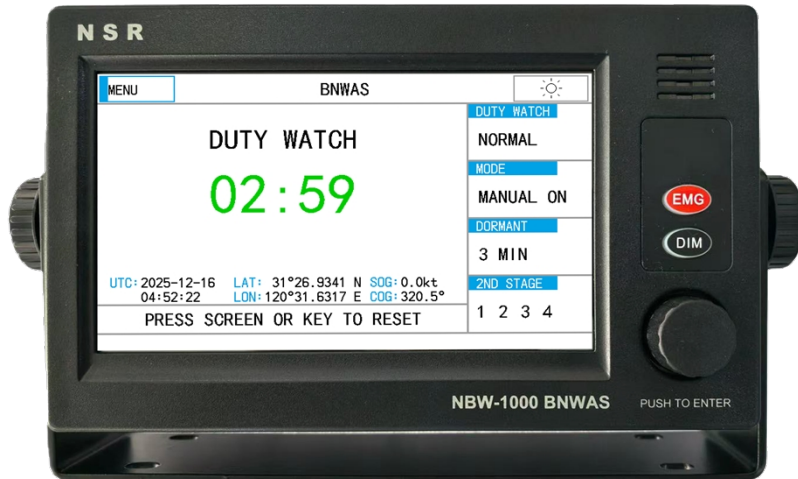 NSR
MENU
BNWAS
DUTY WATCH
02:59
UTC: 2025-12-16 LAT: 31°26.9341 N SOG: 0.0kt
04:52:22 LON: 120°31.6317 E COG: 320.5°
PRESS SCREEN OR KEY TO RESET
DUTY WATCH
NORMAL
MODE
MANUAL ON
DORMANT
3 MIN
2ND STAGE
1 2 3 4
EMG
DIM
NBW-1000 BNWAS
PUSH TO ENTER